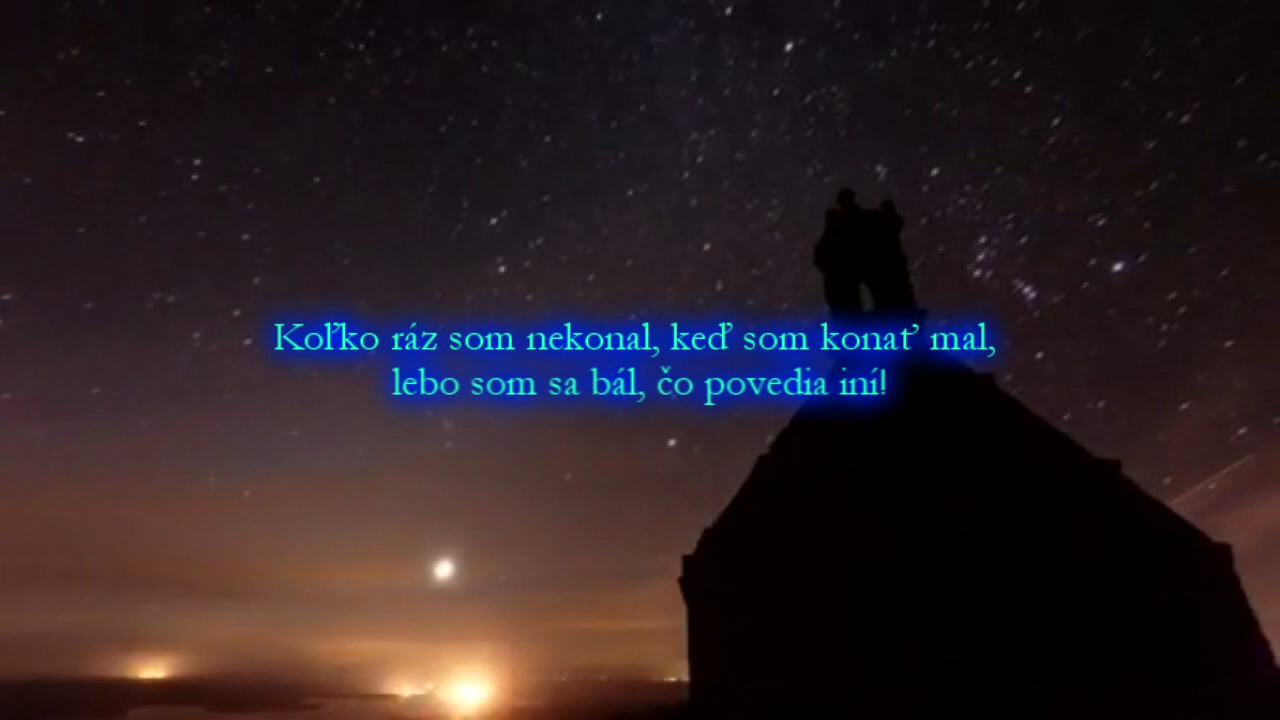 Koľko ráz som nekonal, keď som konať mal,
lebo som sa bál, čo povedia iní!